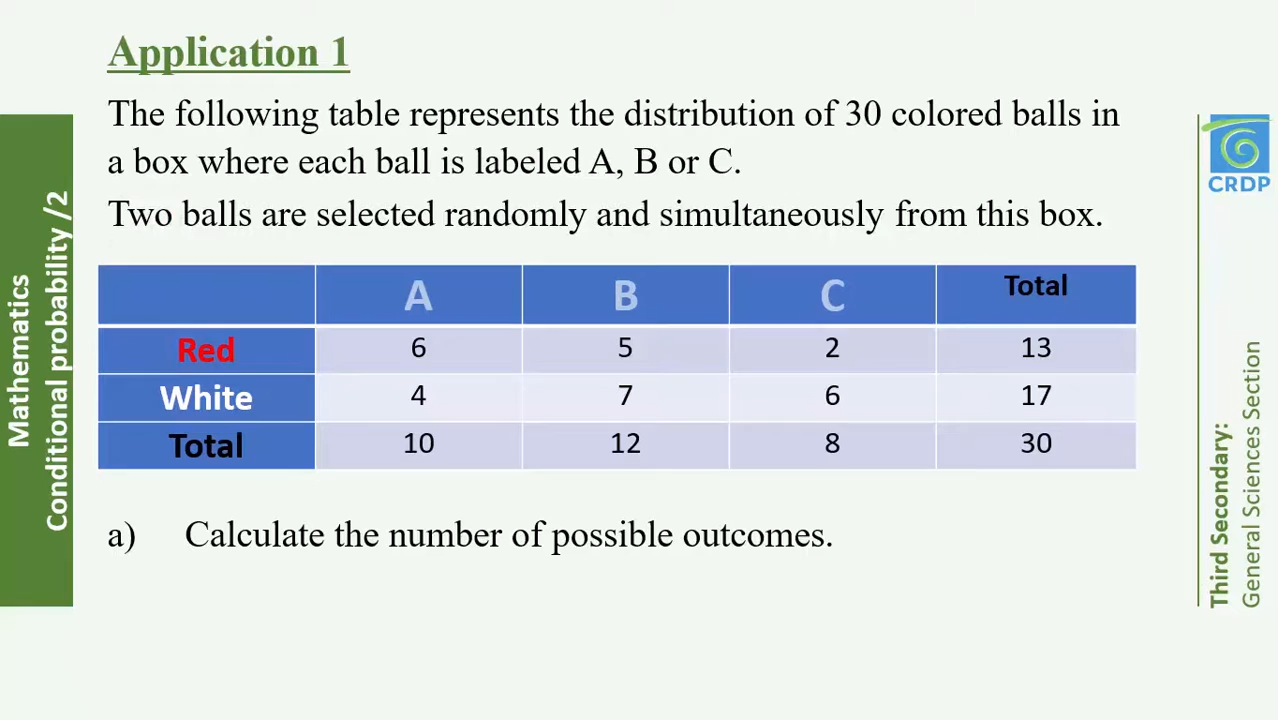 Application 1
The following table represents the distribution of 30 colored balls in
a box where each ball is labeled A, B or C.
Two balls are selected randomly and simultaneously from this box.
A B C Total
Red 6 5 2 13
White 4 7 6 17
Total 10 12 8 30
a) Calculate the number of possible outcomes.
Mathematics
Conditional probability /2
CRDP
Third Secondary:
General Sciences Section